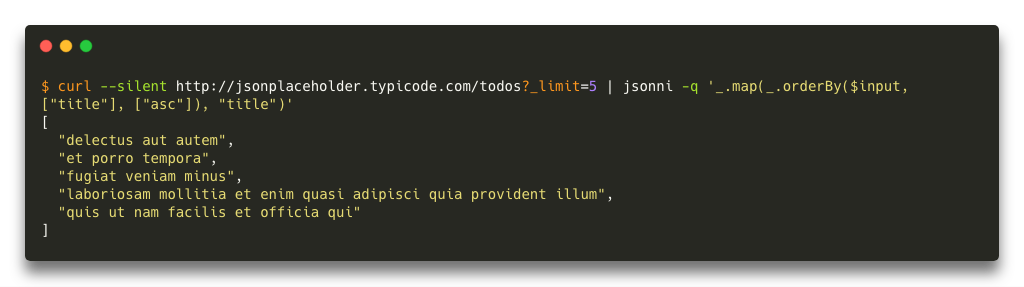 $ curl --silent http://jsonplaceholder.typicode.com/todos?_limit=5 | jsonni -q '_.map(_.orderBy($input,
["title"], ["asc"]), "title")'
[
  "delectus aut autem",
  "et porro tempora",
  "fugiat veniam minus",
  "laboriosam mollitia et enim quasi adipisci quia provident illum",
  "quis ut nam facilis et officia qui"
]